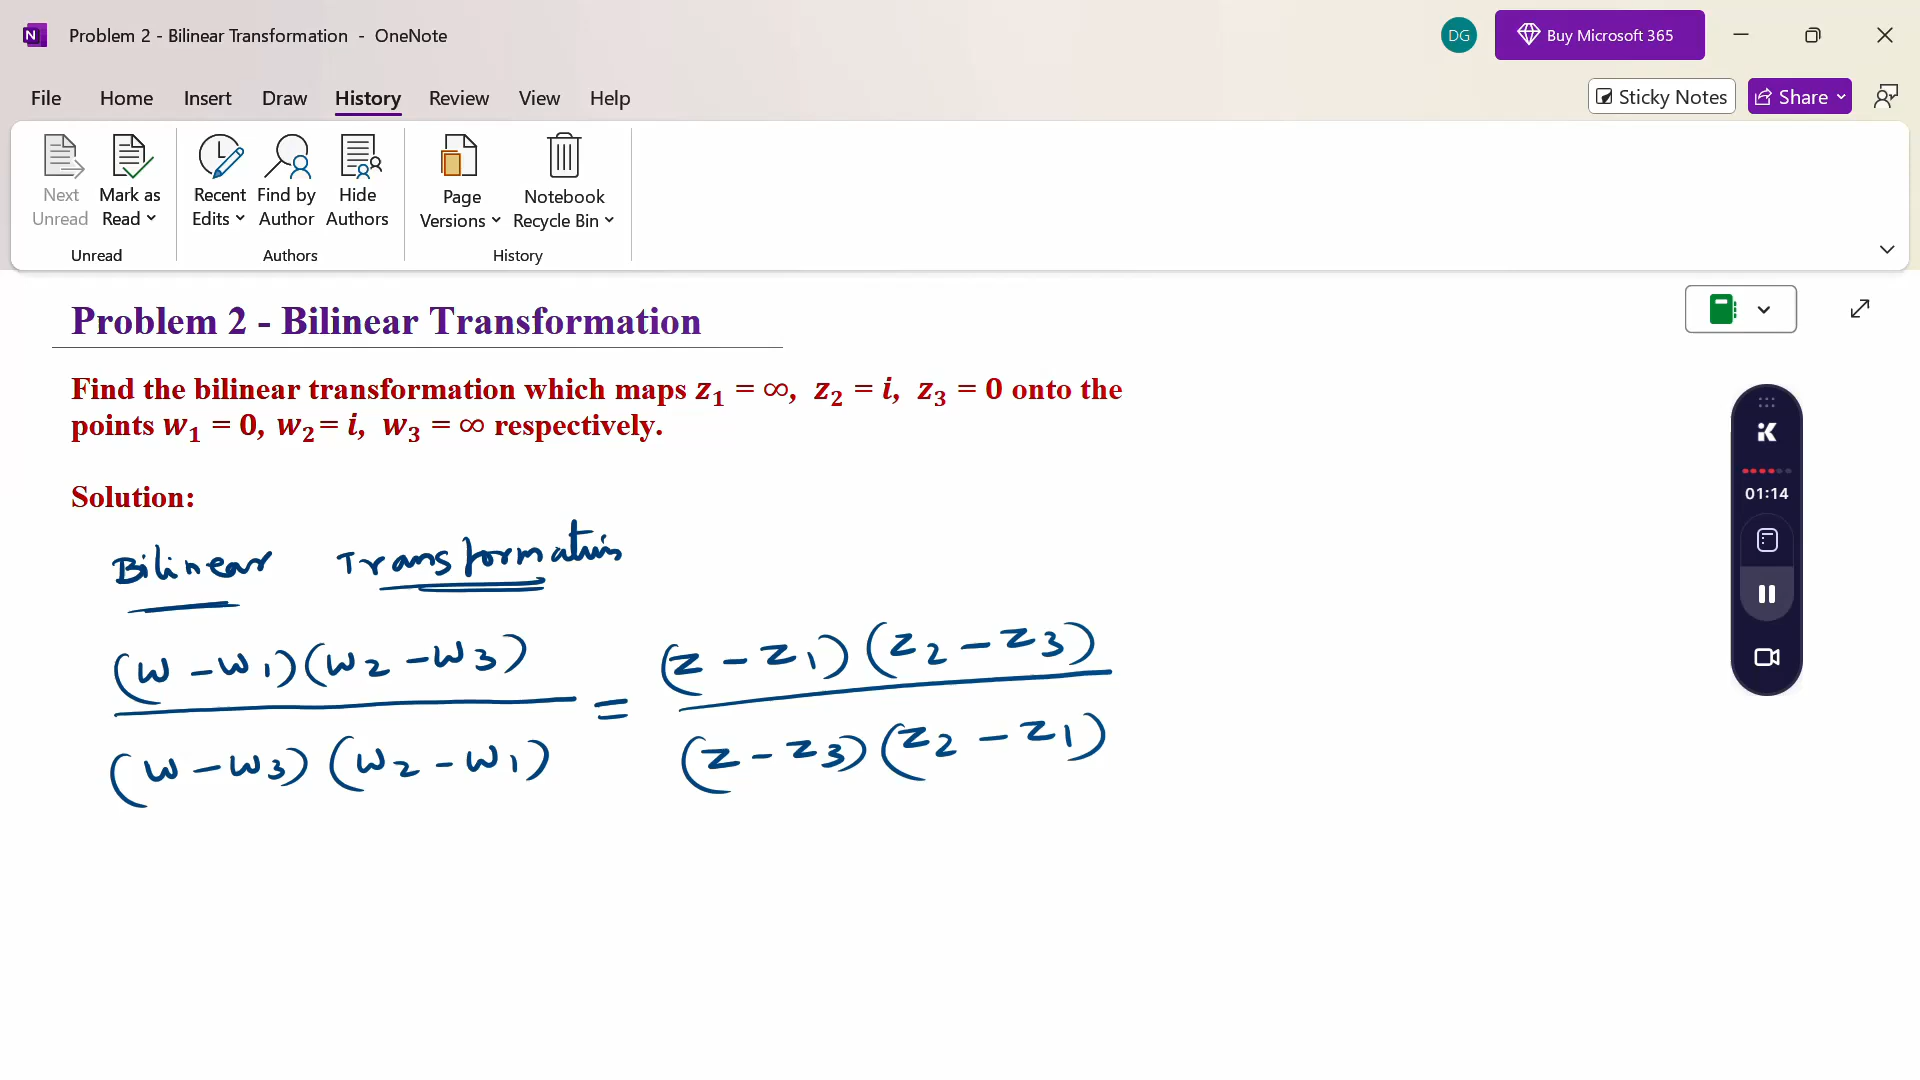 Problem 2 - Bilinear Transformation - OneNote
DG
Buy Microsoft 365
File Home Insert Draw History Review View Help
Sticky Notes
Share
Next Unread
Mark as Read
Recent Edits
Find by Author
Hide Authors
Page Versions
Notebook Recycle Bin
Unread
Authors
History
Problem 2 - Bilinear Transformation
Find the bilinear transformation which maps z₁ = ∞, z₂ = i, z₃ = 0 onto the
points w₁ = 0, w₂ = i, w₃ = ∞ respectively.
Solution:
Bilinear Transformation
(w - w₁)(w₂ - w₃) / (w - w₃)(w₂ - w₁) = (z - z₁)(z₂ - z₃) / (z - z₃)(z₂ - z₁)
01:14